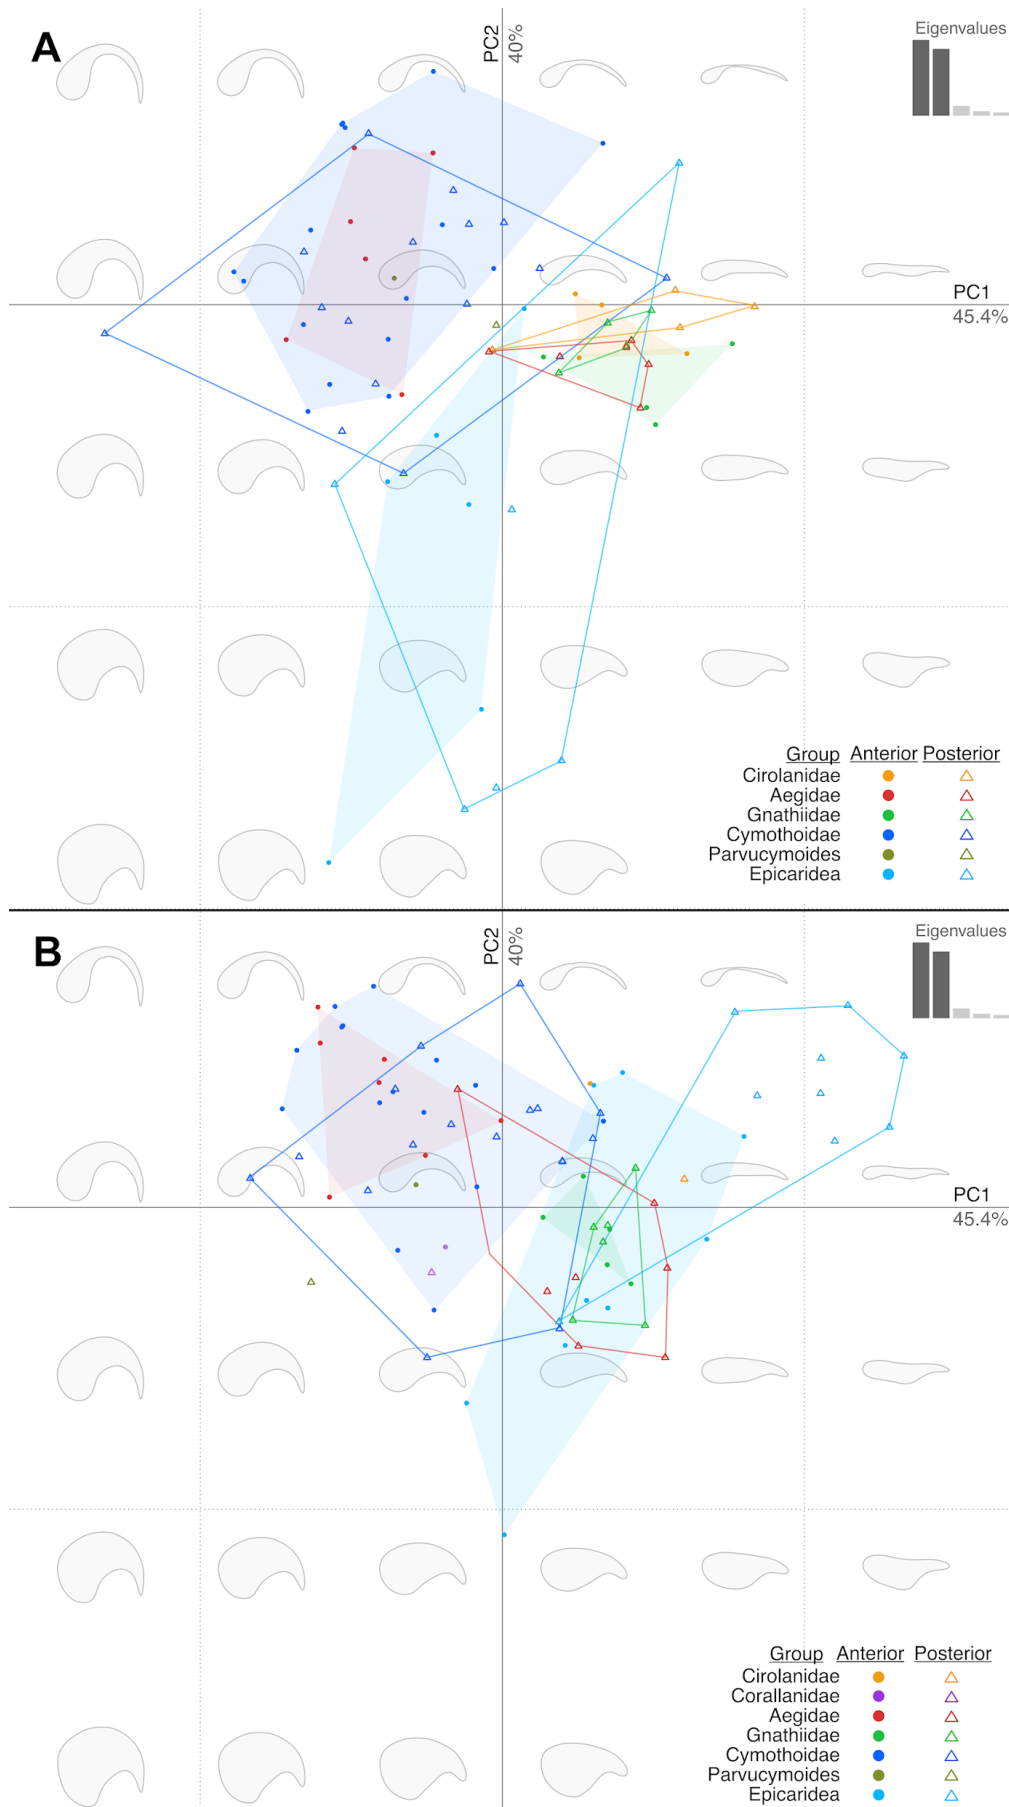 A
PC2
40%
Eigenvalues
PC1
45.4%
Group Anterior Posterior
Cirolanidae
Aegidae
Gnathiidae
Cymothoidae
Parvucymoides
Epicaridea
B
PC2
40%
Eigenvalues
PC1
45.4%
Group Anterior Posterior
Cirolanidae
Corallanidae
Aegidae
Gnathiidae
Cymothoidae
Parvucymoides
Epicaridea